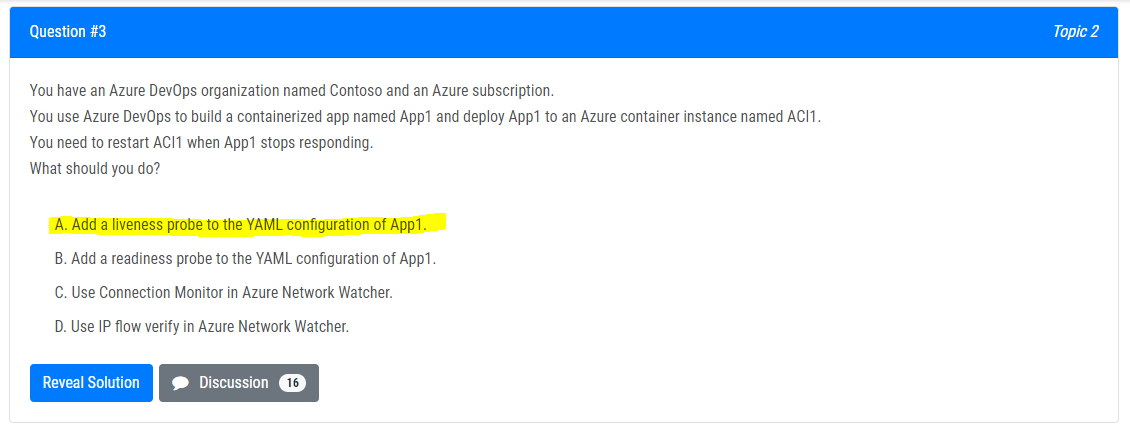 Question #3
Topic 2
You have an Azure DevOps organization named Contoso and an Azure subscription.
You use Azure DevOps to build a containerized app named App1 and deploy App1 to an Azure container instance named ACI1.
You need to restart ACI1 when App1 stops responding.
What should you do?
A. Add a liveness probe to the YAML configuration of App1.
B. Add a readiness probe to the YAML configuration of App1.
C. Use Connection Monitor in Azure Network Watcher.
D. Use IP flow verify in Azure Network Watcher.
Reveal Solution
Discussion 16